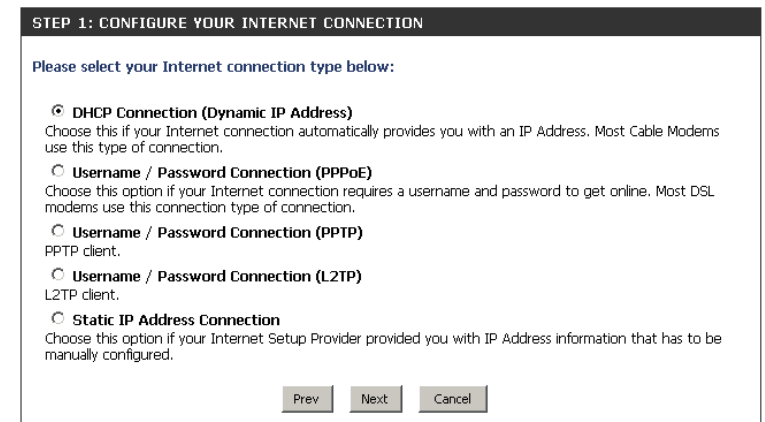 STEP 1: CONFIGURE YOUR INTERNET CONNECTION
Please select your Internet connection type below:
DHCP Connection (Dynamic IP Address)
Choose this if your Internet connection automatically provides you with an IP Address. Most Cable Modems
use this type of connection.
Username / Password Connection (PPPoE)
Choose this option if your Internet connection requires a username and password to get online. Most DSL
modems use this connection type of connection.
Username / Password Connection (PPTP)
PPTP client.
Username / Password Connection (L2TP)
L2TP client.
Static IP Address Connection
Choose this option if your Internet Setup Provider provided you with IP Address information that has to be
manually configured.
Prev Next Cancel